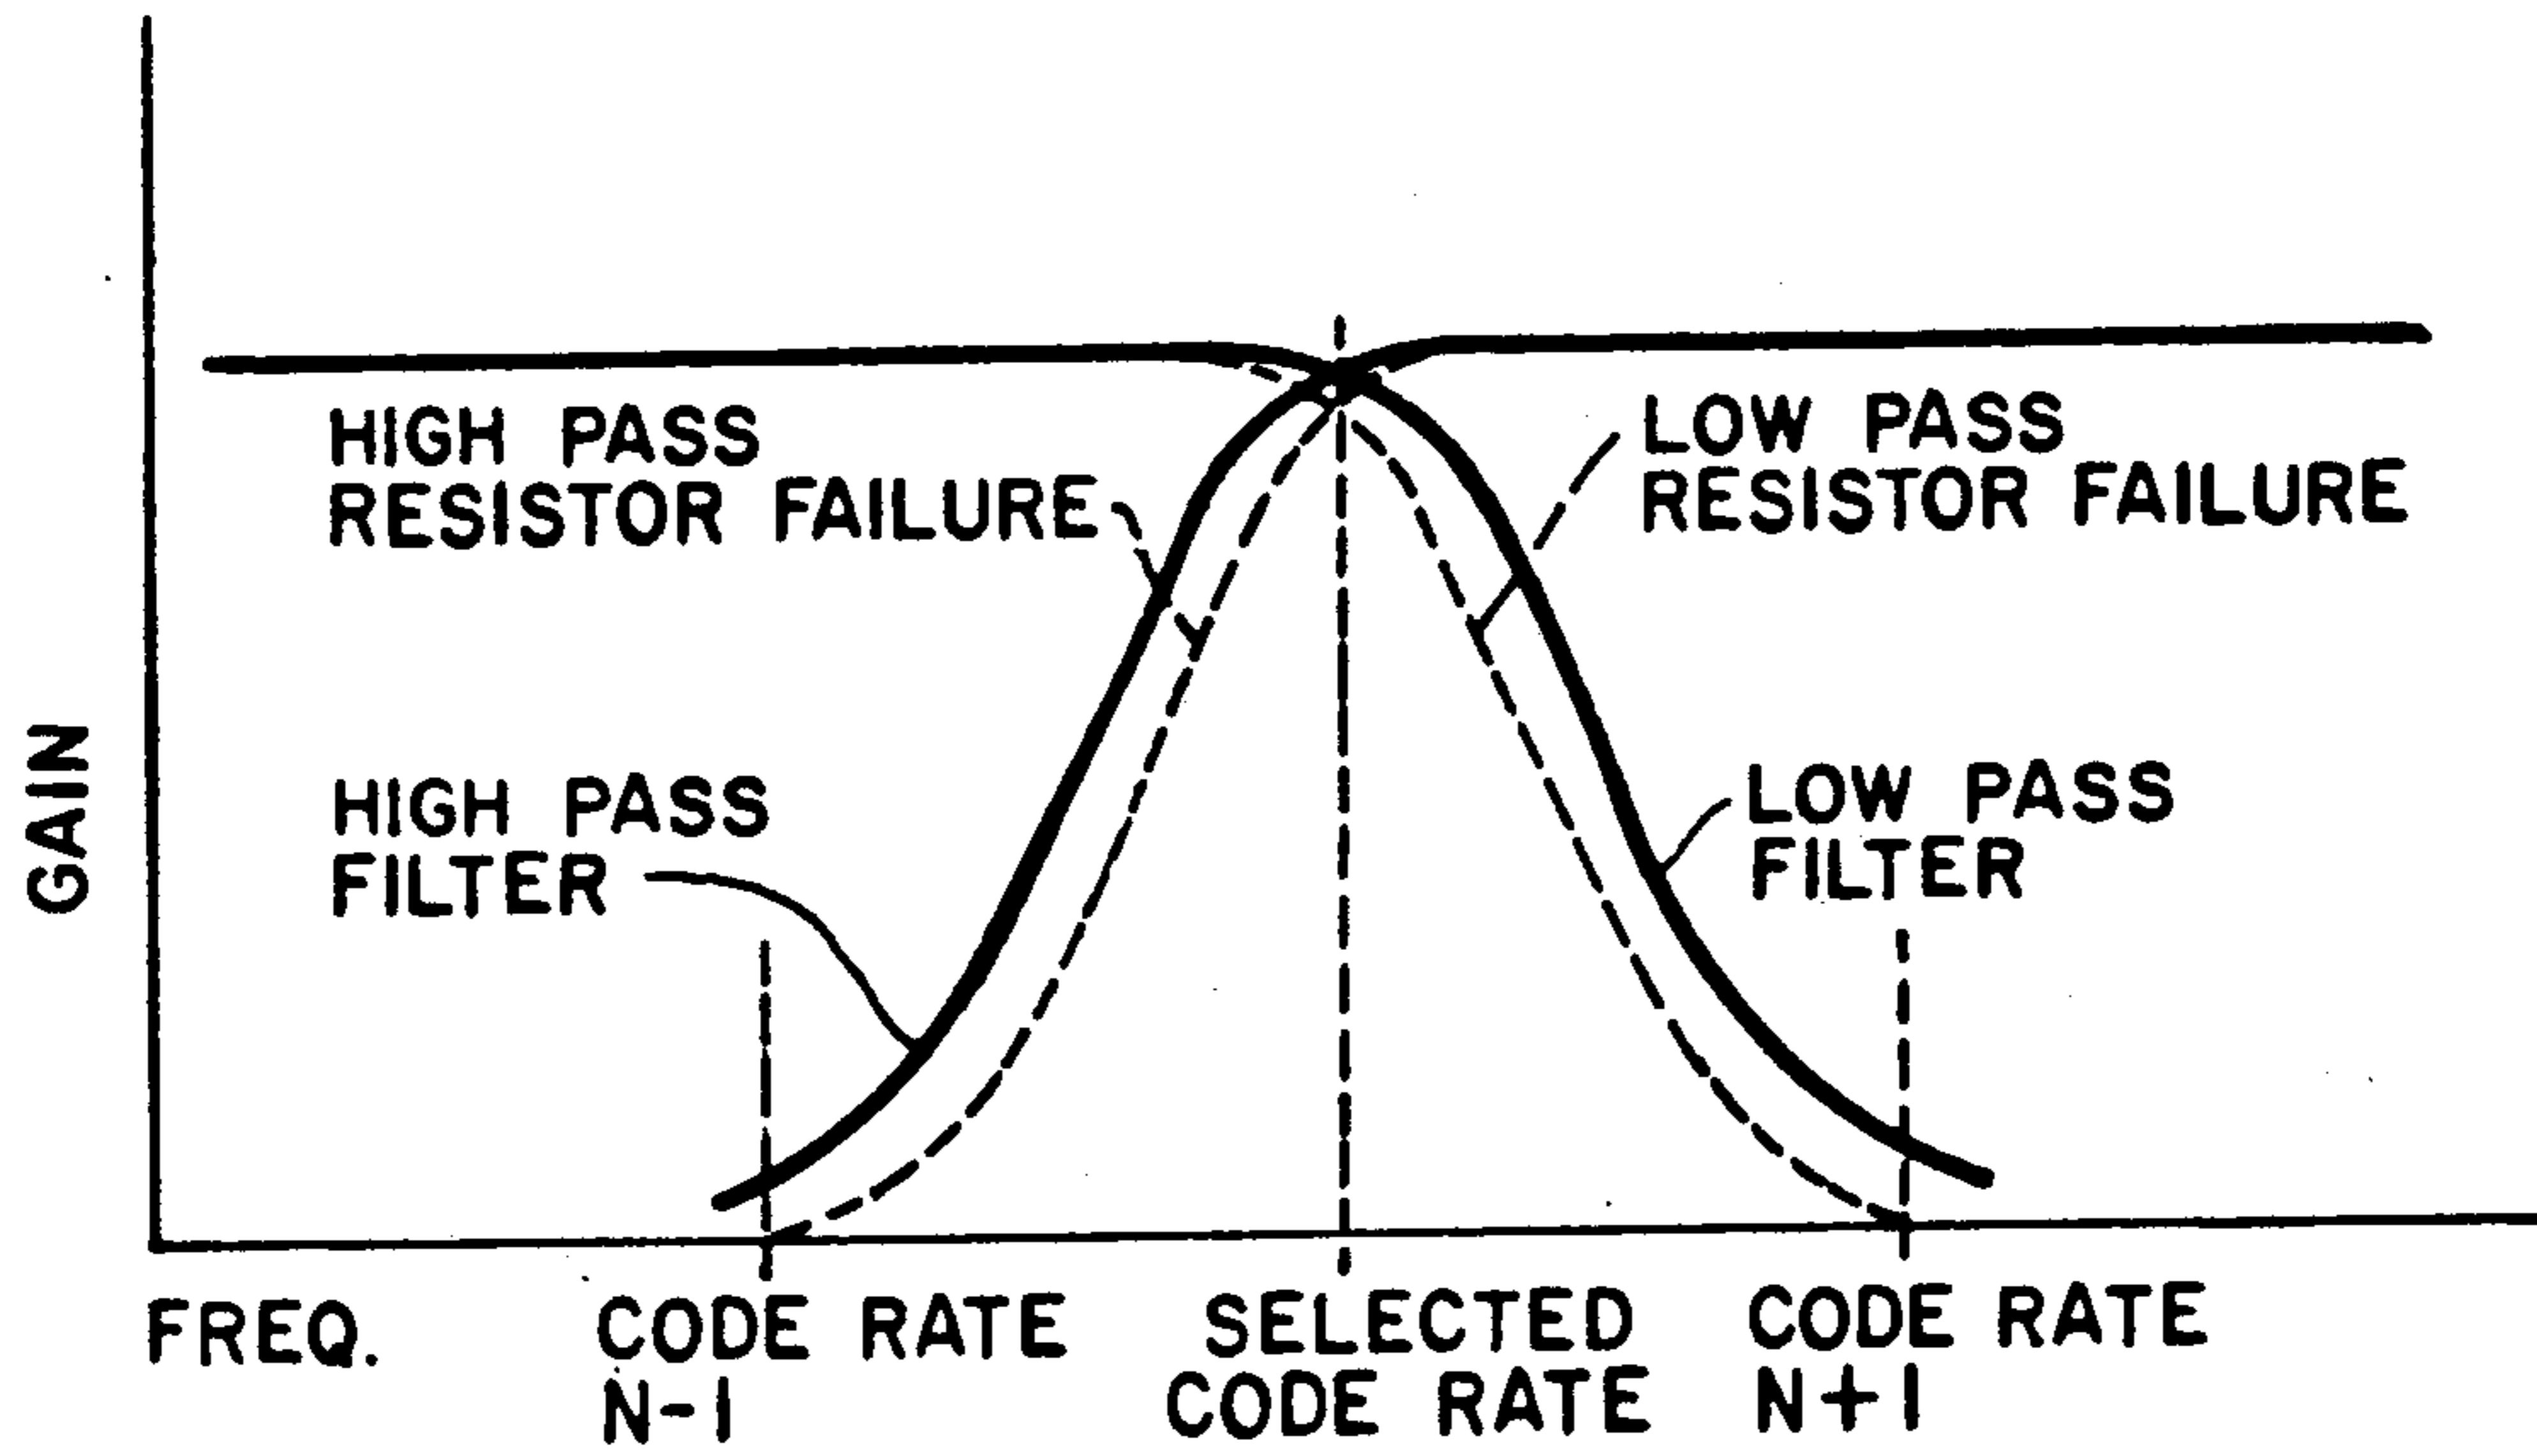 HIGH PASS
RESISTOR FAILURE
LOW PASS
RESISTOR FAILURE
GAIN
HIGH PASS
FILTER
LOW PASS
FILTER
FREQ.
CODE RATE
N-1
SELECTED
CODE RATE
CODE RATE
N+1